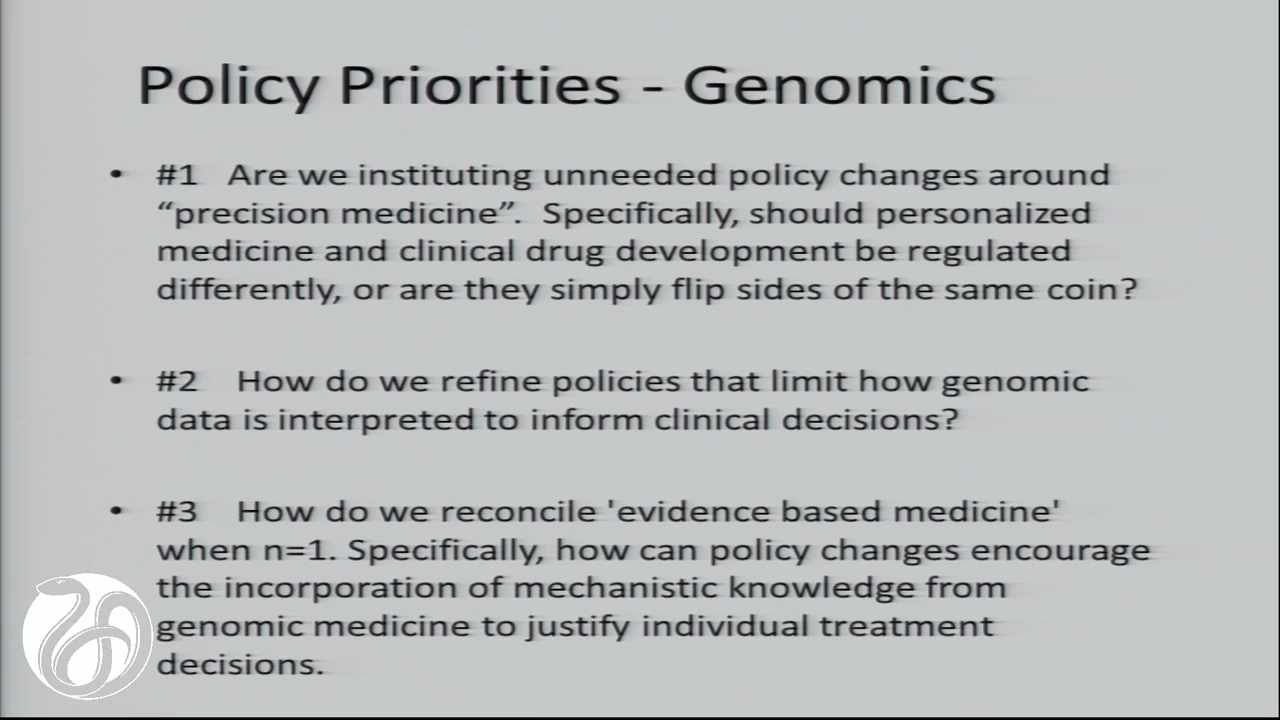 Policy Priorities - Genomics
• #1 Are we instituting unneeded policy changes around
“precision medicine”. Specifically, should personalized
medicine and clinical drug development be regulated
differently, or are they simply flip sides of the same coin?
• #2 How do we refine policies that limit how genomic
data is interpreted to inform clinical decisions?
• #3 How do we reconcile 'evidence based medicine'
when n=1. Specifically, how can policy changes encourage
the incorporation of mechanistic knowledge from
genomic medicine to justify individual treatment
decisions.